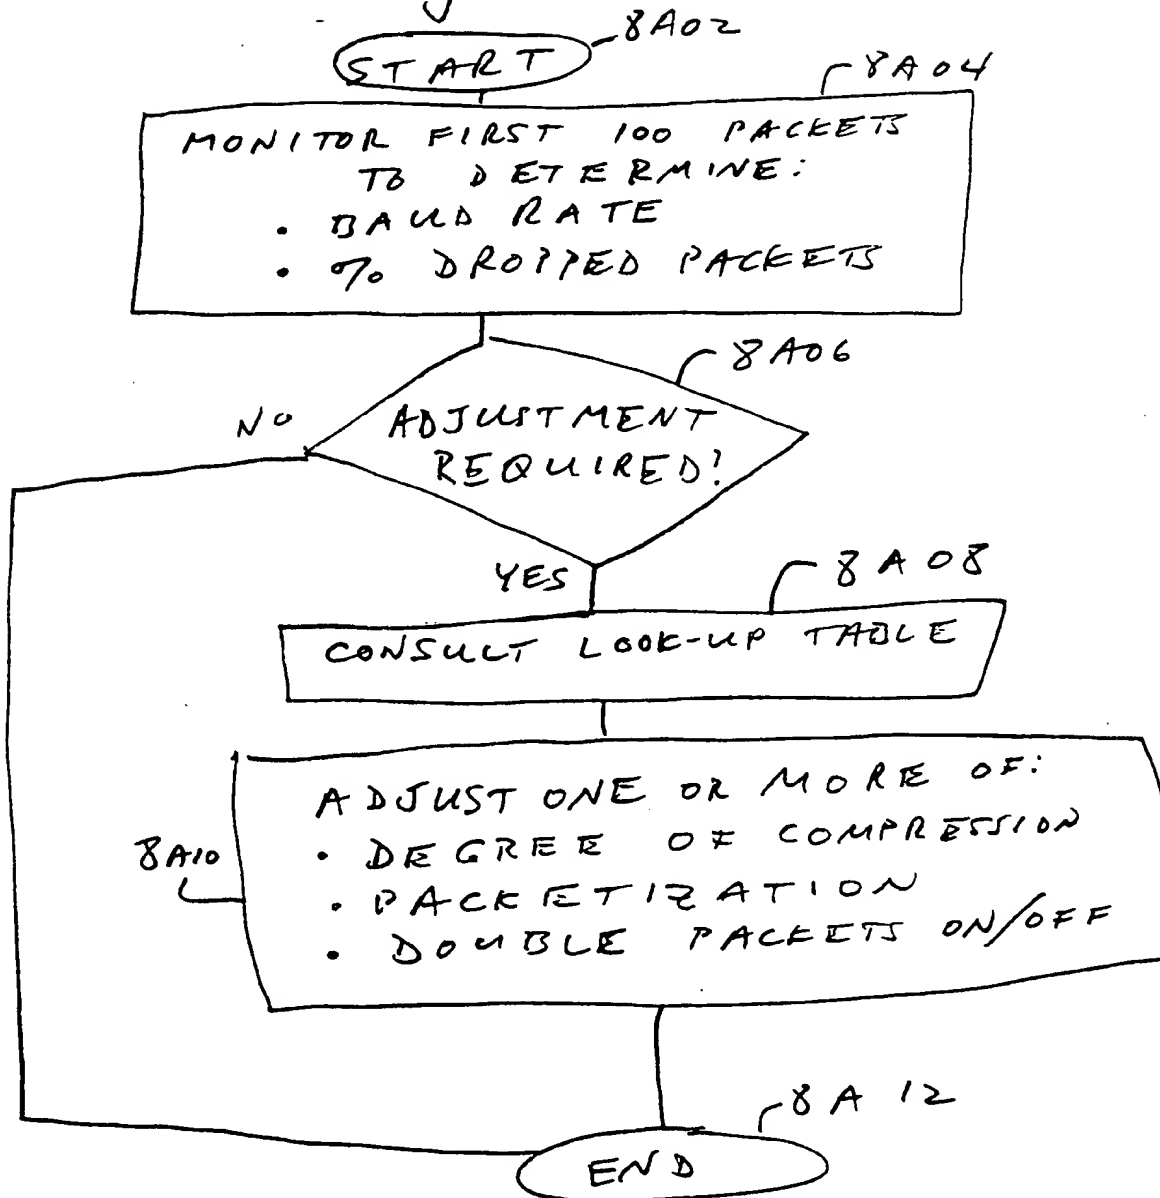 8A02
START
8A04
MONITOR FIRST 100 PACKETS
TO DETERMINE:
• BAUD RATE
• % DROPPED PACKETS
8A06
NO
ADJUSTMENT
REQUIRED?
YES
8A08
CONSULT LOOK-UP TABLE
ADJUST ONE OR MORE OF:
• DEGREE OF COMPRESSION
8A10
• PACKETIZATION
• DOUBLE PACKETS ON/OFF
8A12
END